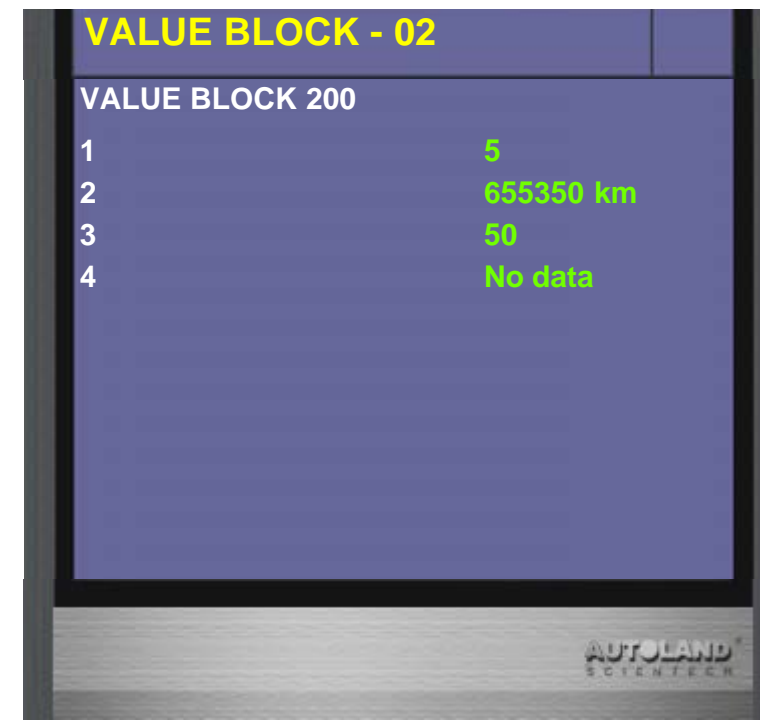 VALUE BLOCK - 02
VALUE BLOCK 200
1 5
2 655350 km
3 50
4 No data
AUTOLAND
SCIENTECH